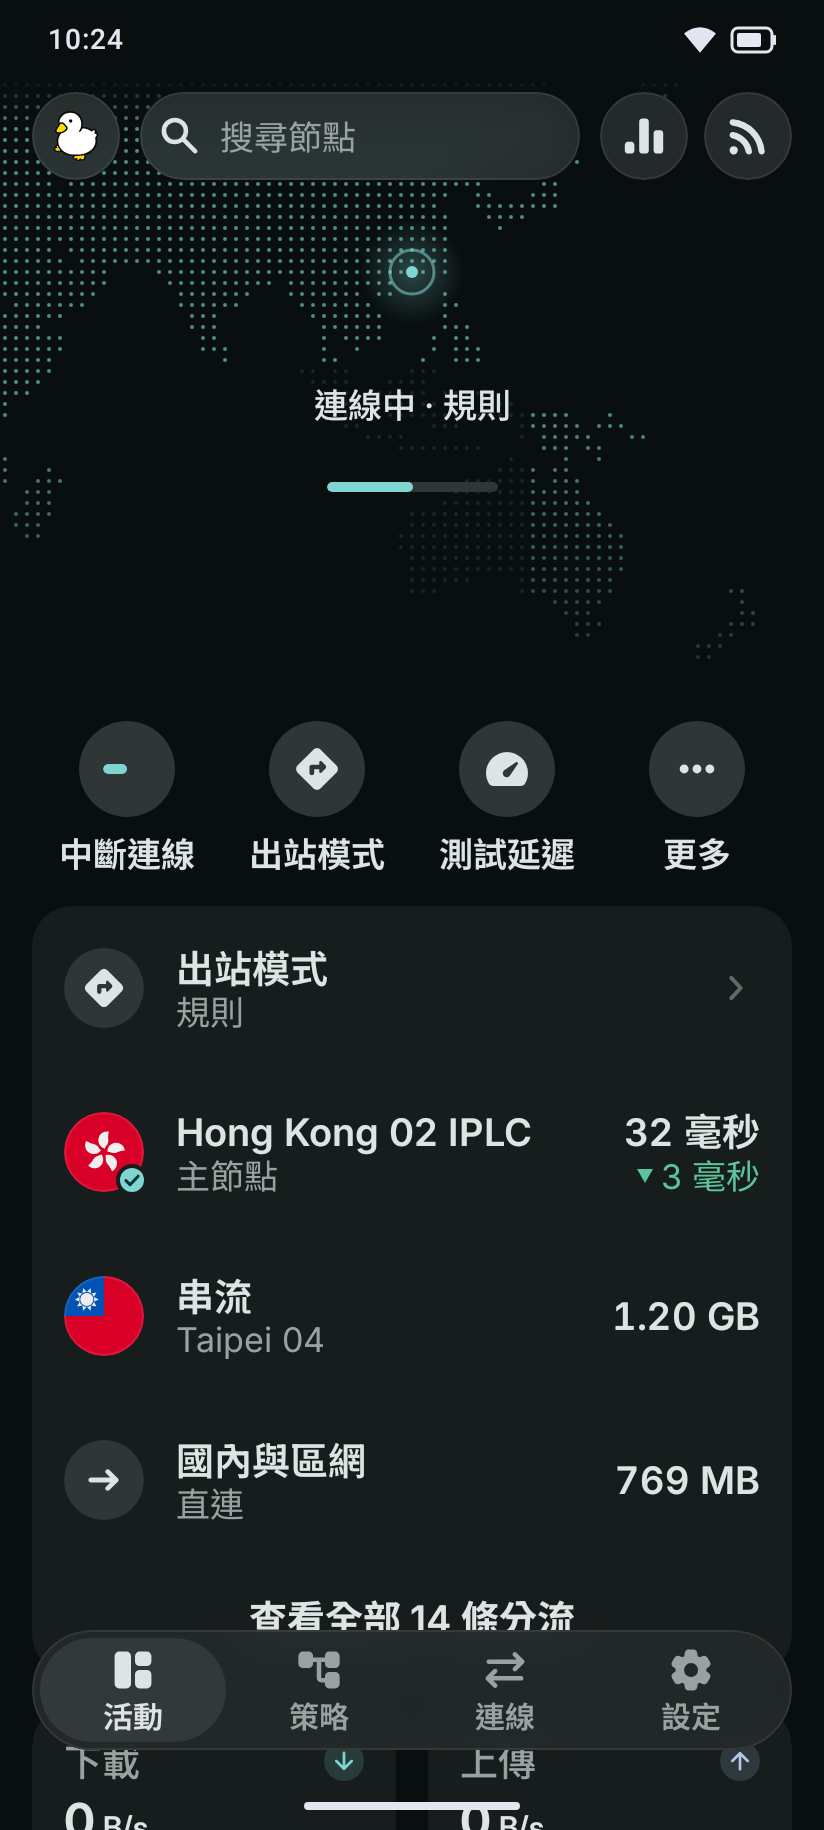 10:24
搜尋節點
連線中 · 規則
中斷連線
出站模式
測試延遲
更多
出站模式
規則
Hong Kong 02 IPLC
32 毫秒
主節點
▼3 毫秒
串流
1.20 GB
Taipei 04
國內與區網
769 MB
直連
查看全部 14 條分流
活動
策略
連線
設定
下載
上傳
0 B/s
0 B/s